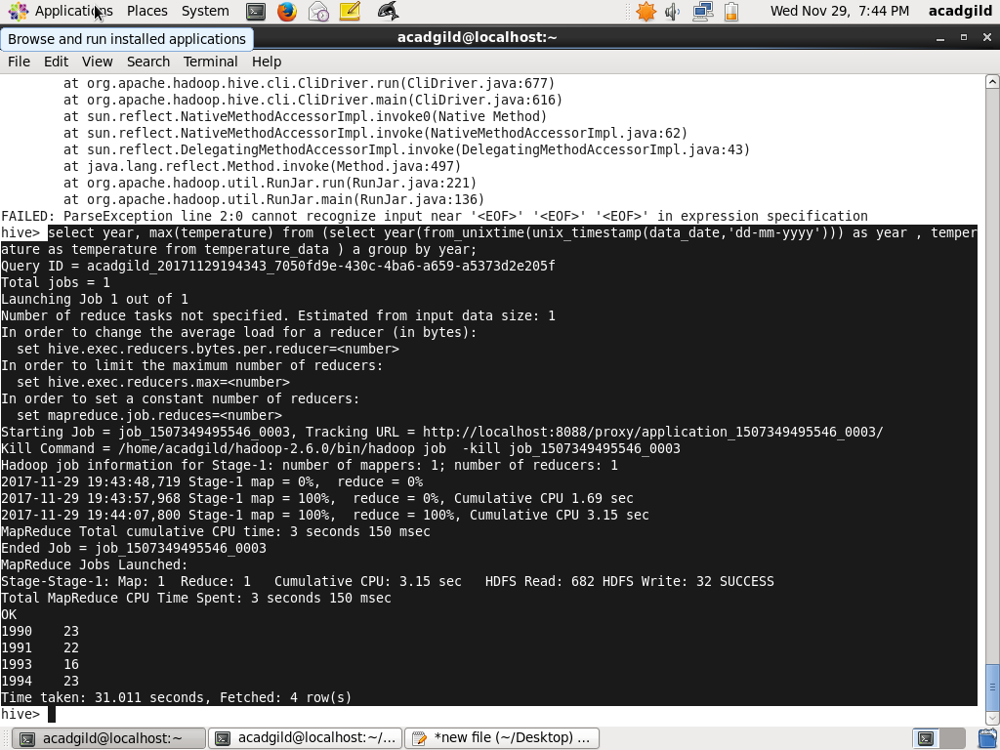 Applications Places System Wed Nov 29, 7:44 PM acadgild
Browse and run installed applications
acadgild@localhost:~
File Edit View Search Terminal Help
at org.apache.hadoop.hive.cli.CliDriver.run(CliDriver.java:677)
at org.apache.hadoop.hive.cli.CliDriver.main(CliDriver.java:616)
at sun.reflect.NativeMethodAccessorImpl.invoke0(Native Method)
at sun.reflect.NativeMethodAccessorImpl.invoke(NativeMethodAccessorImpl.java:62)
at sun.reflect.DelegatingMethodAccessorImpl.invoke(DelegatingMethodAccessorImpl.java:43)
at java.lang.reflect.Method.invoke(Method.java:497)
at org.apache.hadoop.util.RunJar.run(RunJar.java:221)
at org.apache.hadoop.util.RunJar.main(RunJar.java:136)
FAILED: ParseException line 2:0 cannot recognize input near '<EOF>' '<EOF>' '<EOF>' in expression specification
hive> select year, max(temperature) from (select year(from_unixtime(unix_timestamp(data_date,'dd-mm-yyyy'))) as year , temper
ature as temperature from temperature_data ) a group by year;
Query ID = acadgild_20171129194343_7050fd9e-430c-4ba6-a659-a5373d2e205f
Total jobs = 1
Launching Job 1 out of 1
Number of reduce tasks not specified. Estimated from input data size: 1
In order to change the average load for a reducer (in bytes):
  set hive.exec.reducers.bytes.per.reducer=<number>
In order to limit the maximum number of reducers:
  set hive.exec.reducers.max=<number>
In order to set a constant number of reducers:
  set mapreduce.job.reduces=<number>
Starting Job = job_1507349495546_0003, Tracking URL = http://localhost:8088/proxy/application_1507349495546_0003/
Kill Command = /home/acadgild/hadoop-2.6.0/bin/hadoop job  -kill job_1507349495546_0003
Hadoop job information for Stage-1: number of mappers: 1; number of reducers: 1
2017-11-29 19:43:48,719 Stage-1 map = 0%,  reduce = 0%
2017-11-29 19:43:57,968 Stage-1 map = 100%,  reduce = 0%, Cumulative CPU 1.69 sec
2017-11-29 19:44:07,800 Stage-1 map = 100%,  reduce = 100%, Cumulative CPU 3.15 sec
MapReduce Total cumulative CPU time: 3 seconds 150 msec
Ended Job = job_1507349495546_0003
MapReduce Jobs Launched:
Stage-Stage-1: Map: 1  Reduce: 1   Cumulative CPU: 3.15 sec   HDFS Read: 682 HDFS Write: 32 SUCCESS
Total MapReduce CPU Time Spent: 3 seconds 150 msec
OK
1990    23
1991    22
1993    16
1994    23
Time taken: 31.011 seconds, Fetched: 4 row(s)
hive>
acadgild@localhost:~ acadgild@localhost:~/... *new file (~/Desktop) ...